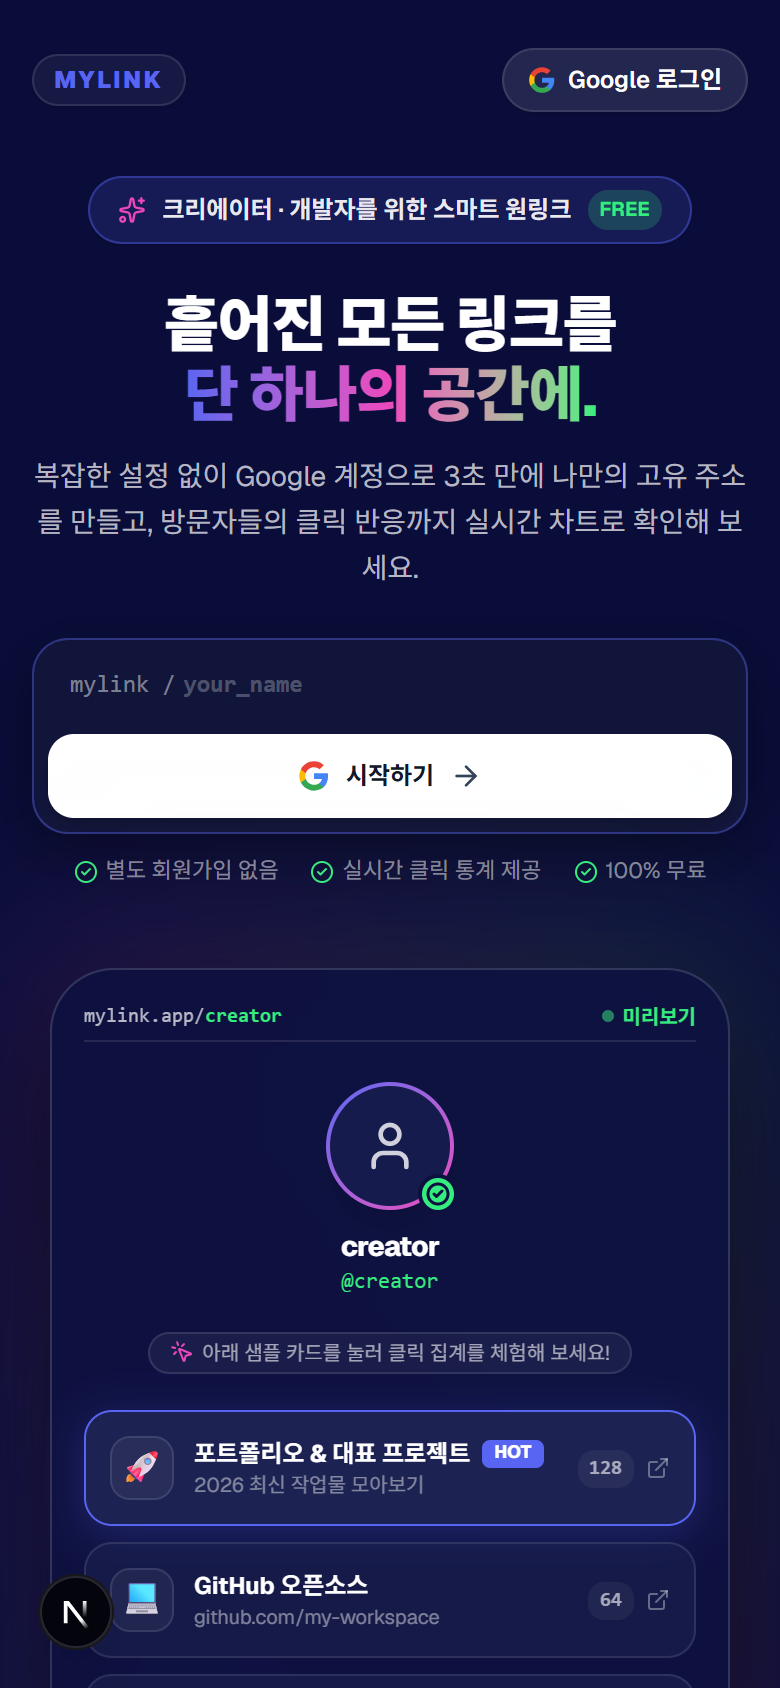 MYLINK
Google 로그인
크리에이터 · 개발자를 위한 스마트 원링크 FREE
흩어진 모든 링크를
단 하나의 공간에.
복잡한 설정 없이 Google 계정으로 3초 만에 나만의 고유 주소
를 만들고, 방문자들의 클릭 반응까지 실시간 차트로 확인해 보
세요.
mylink / your_name
시작하기
별도 회원가입 없음 실시간 클릭 통계 제공 100% 무료
mylink.app/creator
미리보기
creator
@creator
아래 샘플 카드를 눌러 클릭 집계를 체험해 보세요!
포트폴리오 & 대표 프로젝트 HOT
2026 최신 작업물 모아보기
128
GitHub 오픈소스
github.com/my-workspace
64
N